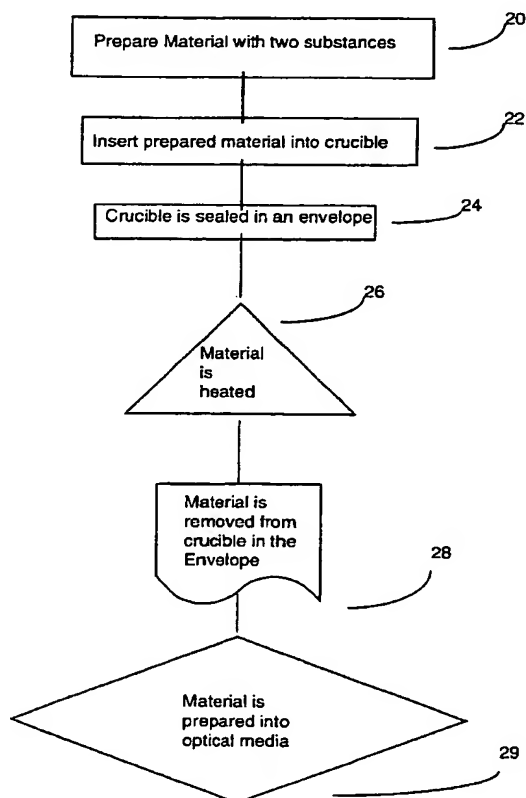 Prepare Material with two substances
20
Insert prepared material into crucible
22
Crucible is sealed in an envelope
24
26
Material
is
heated
Material is
removed from
crucible in the
Envelope
28
Material is
prepared into
optical media
29